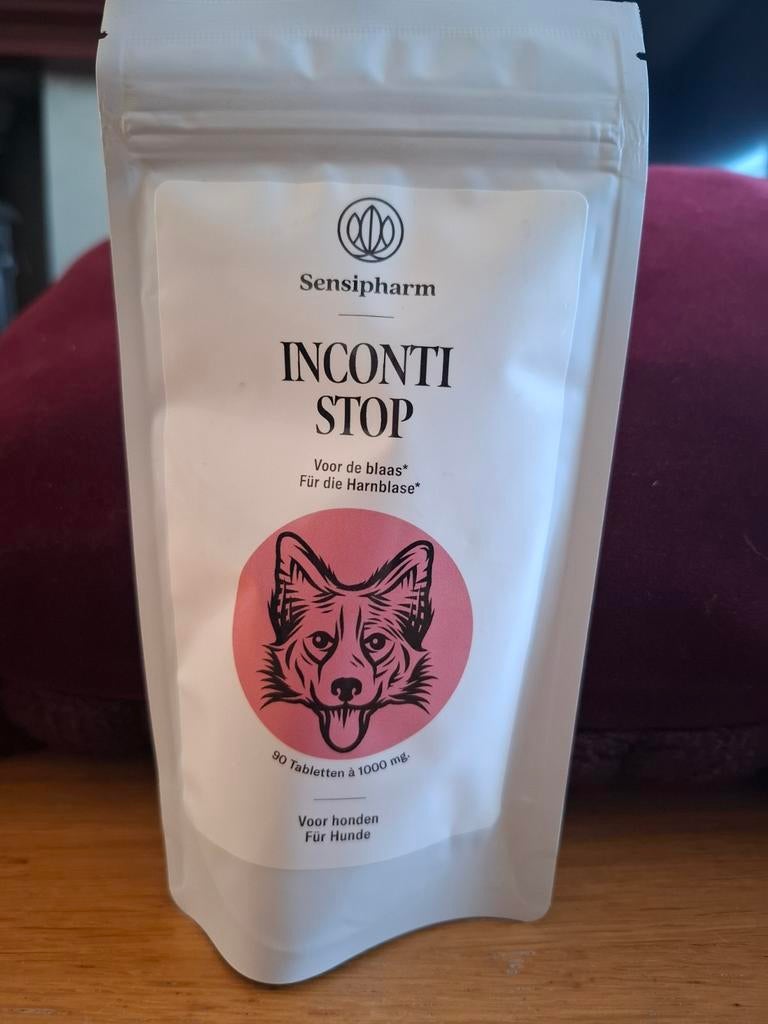 Sensipharm
INCONTI
STOP
Voor de blaas*
Für die Harnblase*
90 Tabletten à 1000 mg.
Voor honden
Für Hunde